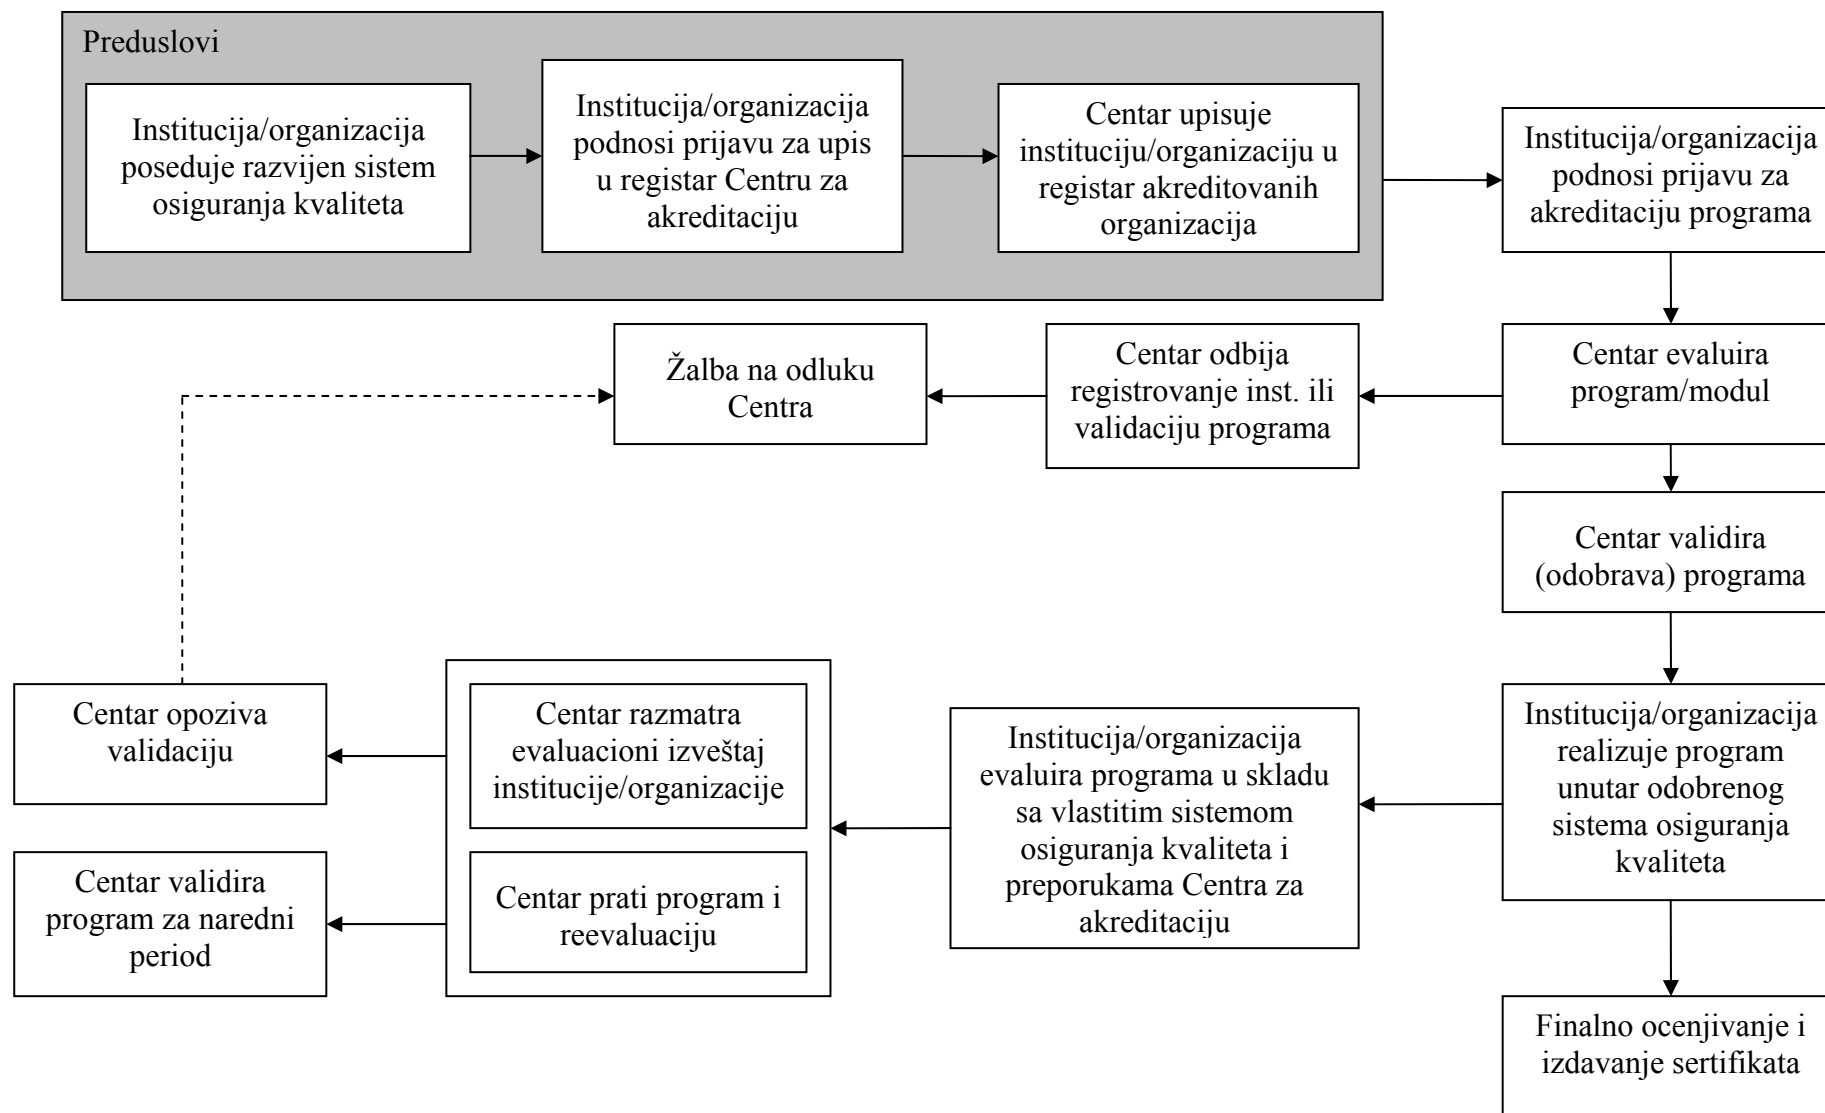 Preduslovi
Institucija/organizacija
poseduje razvijen sistem
osiguranja kvaliteta
Institucija/organizacija
podnosi prijavu za upis
u registar Centru za
akreditaciju
Centar upisuje
instituciju/organizaciju u
registar akreditovanih
organizacija
Institucija/organizacija
podnosi prijavu za
akreditaciju programa
Žalba na odluku
Centra
Centar odbija
registrovanje inst. ili
validaciju programa
Centar evaluira
program/modul
Centar validira
(odobrava) programa
Centar opoziva
validaciju
Centar razmatra
evaluacioni izveštaj
institucije/organizacije
Institucija/organizacija
evaluira programa u skladu
sa vlastitim sistemom
osiguranja kvaliteta i
preporukama Centra za
akreditaciju
Institucija/organizacija
realizuje program
unutar odobrenog
sistema osiguranja
kvaliteta
Centar validira
program za naredni
period
Centar prati program i
reevaluaciju
Finalno ocenjivanje i
izdavanje sertifikata